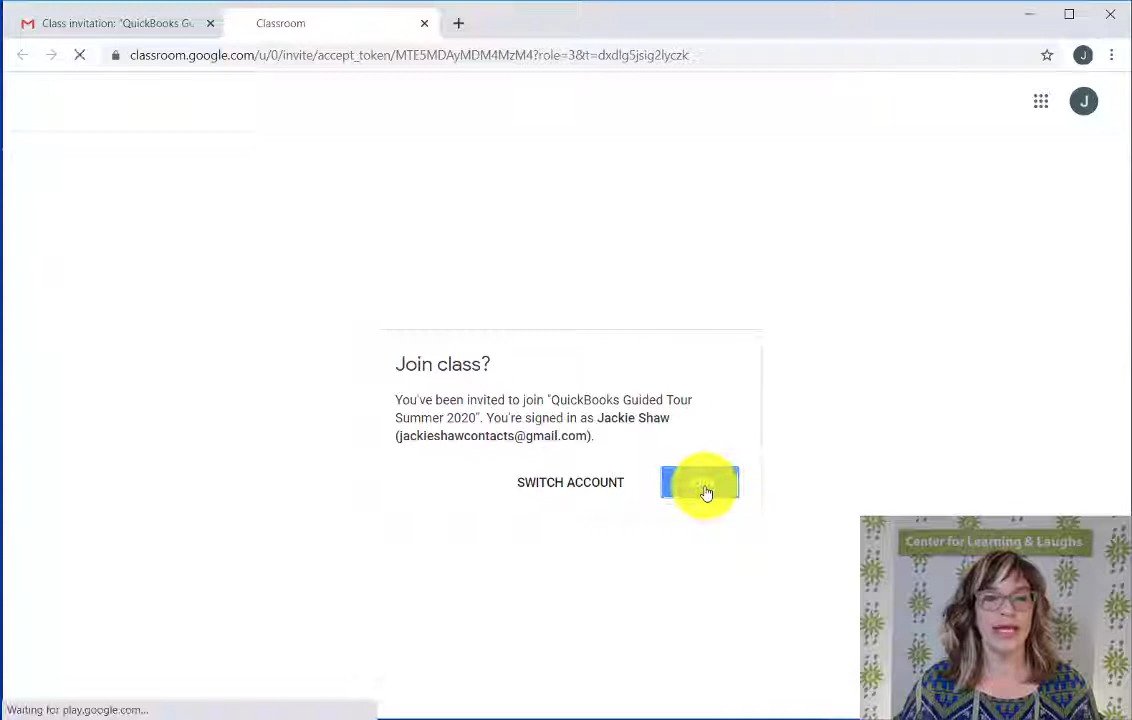 Class invitation: "QuickBooks Gu
Classroom
classroom.google.com/u/0/invite/accept_token/MTE5MDAyMDM4MzM4?role=3&t=dxdlg5jsig2lyczk
J
J
Join class?
You've been invited to join "QuickBooks Guided Tour
Summer 2020". You're signed in as Jackie Shaw
(jackieshawcontacts@gmail.com).
SWITCH ACCOUNT
Center for Learning & Laughs
Waiting for play.google.com...